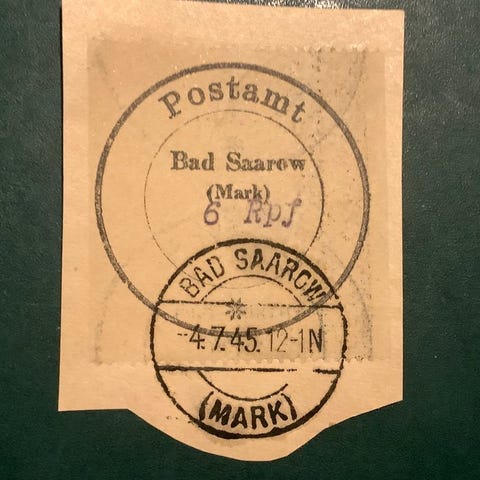 Postamt
Bad Saarow
(Mark)
6 Rpf
BAD SAAROW
-4.7.45.12-1N
(MARK)